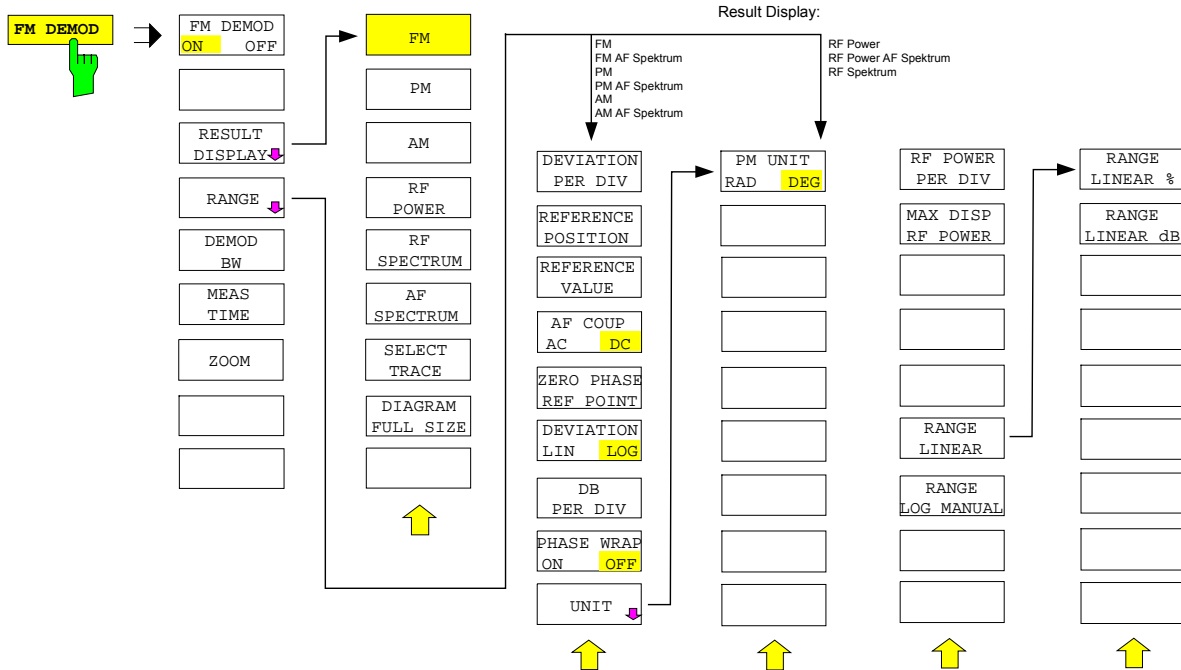 FM DEMOD
FM DEMOD
ON OFF
RESULT
DISPLAY
RANGE
DEMOD
BW
MEAS
TIME
ZOOM
FM
PM
AM
RF
POWER
RF
SPECTRUM
AF
SPECTRUM
SELECT
TRACE
DIAGRAM
FULL SIZE
Result Display:
FM
FM AF Spektrum
PM
PM AF Spektrum
AM
AM AF Spektrum
RF Power
RF Power AF Spektrum
RF Spektrum
DEVIATION
PER DIV
REFERENCE
POSITION
REFERENCE
VALUE
AF COUP
AC DC
ZERO PHASE
REF POINT
DEVIATION
LIN LOG
DB
PER DIV
PHASE WRAP
ON OFF
UNIT
PM UNIT
RAD DEG
RF POWER
PER DIV
MAX DISP
RF POWER
RANGE
LINEAR
RANGE
LOG MANUAL
RANGE
LINEAR %
RANGE
LINEAR dB